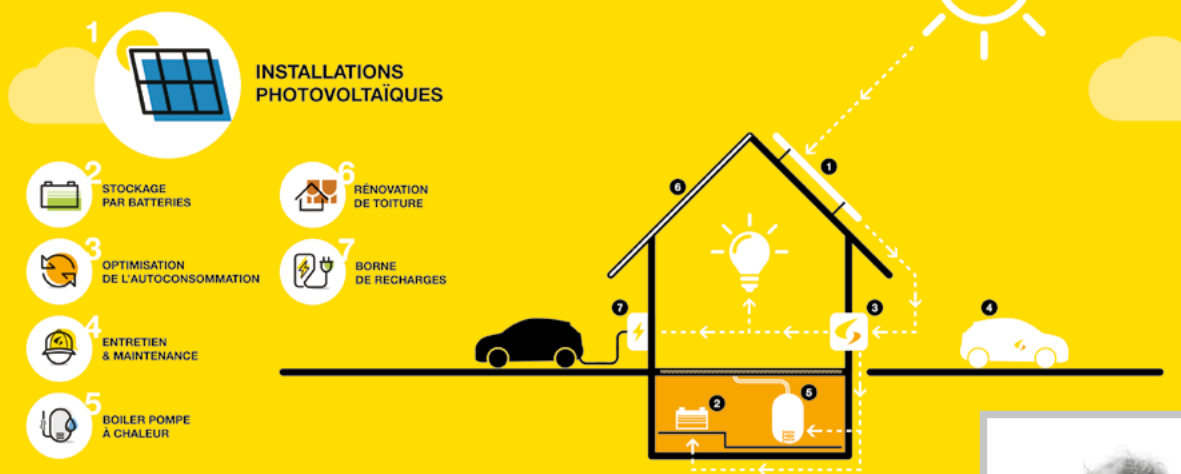 1
INSTALLATIONS
PHOTOVOLTAÏQUES
2
STOCKAGE
PAR BATTERIES
3
OPTIMISATION
DE L'AUTOCONSOMMATION
4
ENTRETIEN
& MAINTENANCE
5
BOILER POMPE
À CHALEUR
6
RÉNOVATION
DE TOITURE
7
BORNE
DE RECHARGES
1
6
7
3
4
2
5